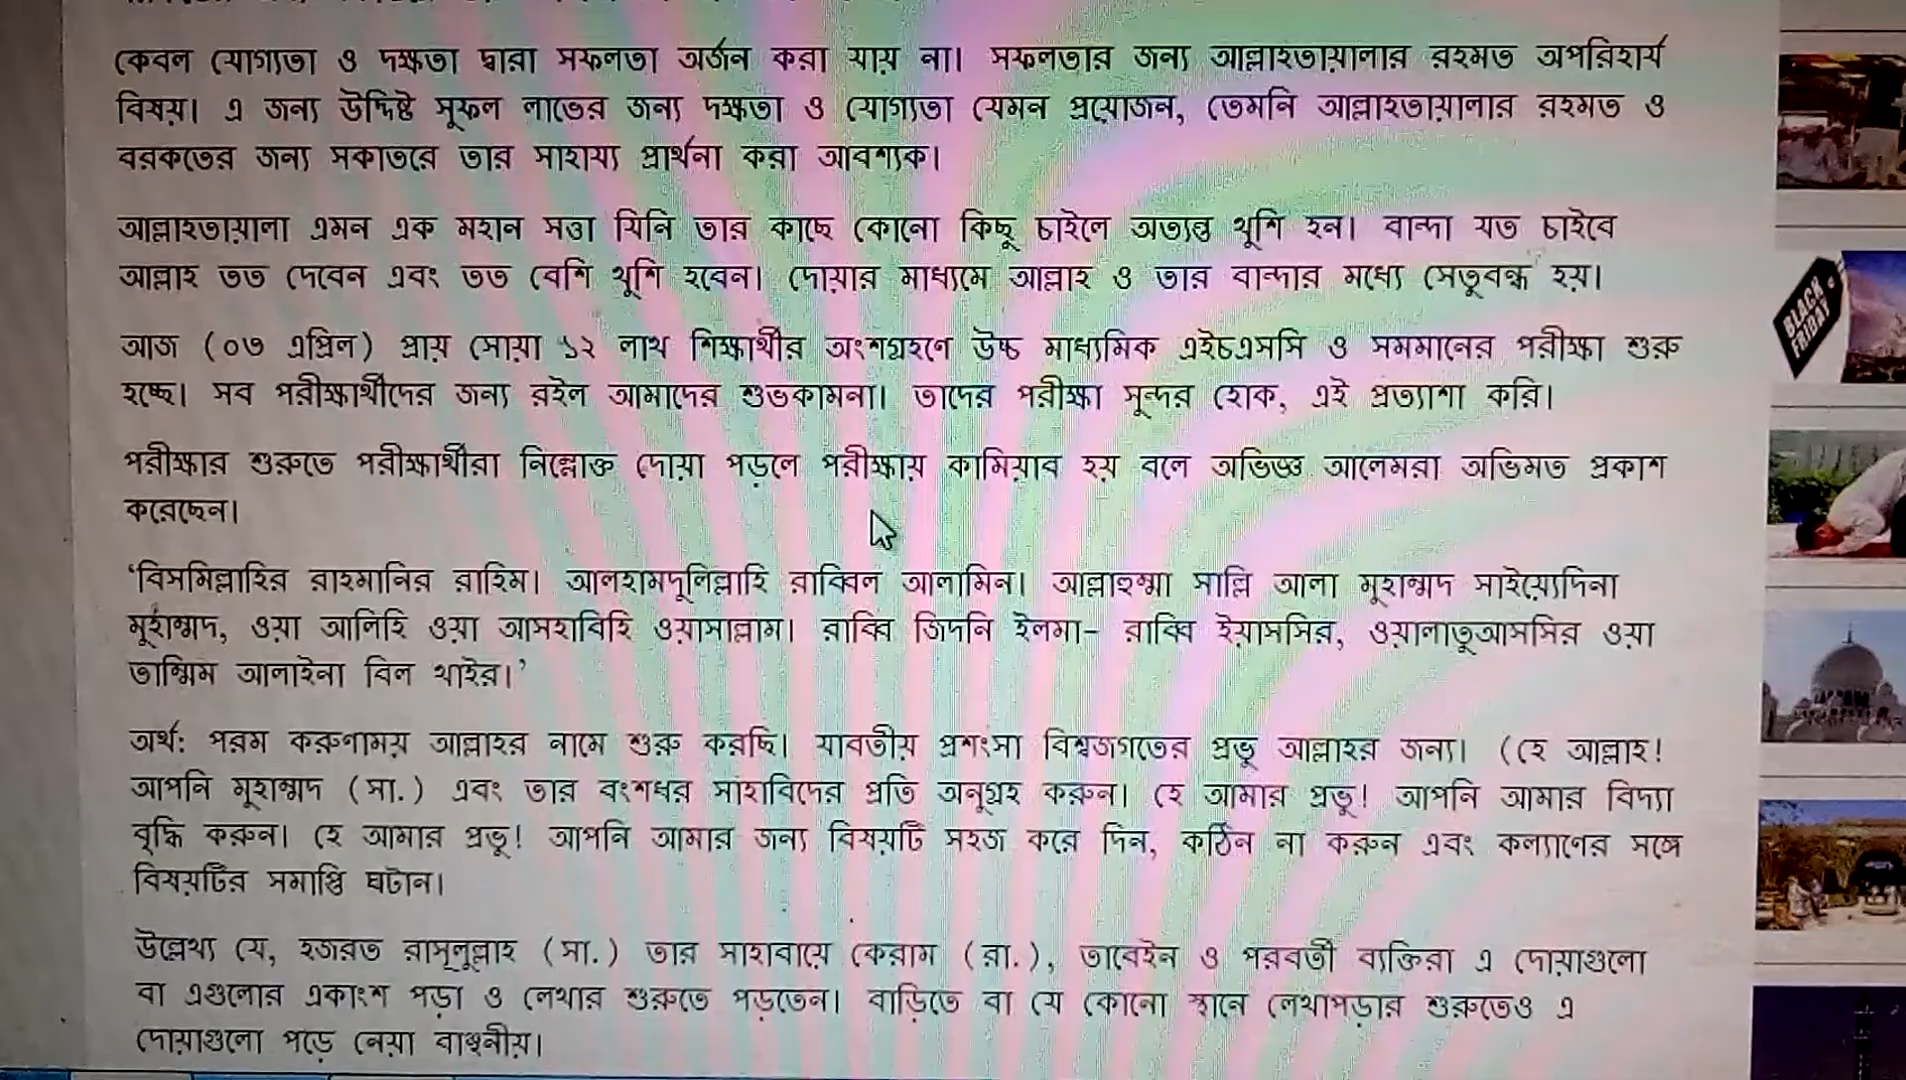 কেবল যোগ্যতা ও দক্ষতা দ্বারা সফলতা অর্জন করা যায় না। সফলতার জন্য আল্লাহতায়ালার রহমত অপরিহার্য
বিষয়। এ জন্য উদ্দিষ্ট সুফল লাভের জন্য দক্ষতা ও যোগ্যতা যেমন প্রয়োজন, তেমনি আল্লাহতায়ালার রহমত ও
বরকতের জন্য সকাতরে তার সাহায্য প্রার্থনা করা আবশ্যক।
আল্লাহতায়ালা এমন এক মহান সত্তা যিনি তার কাছে কোনো কিছু চাইলে অত্যন্ত খুশি হন। বান্দা যত চাইবে
আল্লাহ তত দেবেন এবং তত বেশি খুশি হবেন। দোয়ার মাধ্যমে আল্লাহ ও তার বান্দার মধ্যে সেতুবন্ধ হয়।
আজ (০৩ এপ্রিল) প্রায় সোয়া ১২ লাখ শিক্ষার্থীর অংশগ্রহণে উচ্চ মাধ্যমিক এইচএসসি ও সমমানের পরীক্ষা শুরু
হচ্ছে। সব পরীক্ষার্থীদের জন্য রইল আমাদের শুভকামনা। তাদের পরীক্ষা সুন্দর হোক, এই প্রত্যাশা করি।
পরীক্ষার শুরুতে পরীক্ষার্থীরা নিম্নোক্ত দোয়া পড়লে পরীক্ষায় কামিয়াব হয় বলে অভিজ্ঞ আলেমরা অভিমত প্রকাশ
করেছেন।
‘বিসমিল্লাহির রাহমানির রাহিম। আলহামদুলিল্লাহি রাব্বিল আলামিন। আল্লাহুম্মা সাল্লি আলা মুহাম্মদ সাইয়্যেদিনা
মুহাম্মদ, ওয়া আলিহি ওয়া আসহাবিহি ওয়াসাল্লাম। রাব্বি জিদনি ইলমা- রাব্বি ইয়াসসির, ওয়ালাতুআসসির ওয়া
তাম্মিম আলাইনা বিল খাইর।’
অর্থ: পরম করুণাময় আল্লাহর নামে শুরু করছি। যাবতীয় প্রশংসা বিশ্বজগতের প্রভু আল্লাহর জন্য। (হে আল্লাহ!
আপনি মুহাম্মদ (সা.) এবং তার বংশধর সাহাবিদের প্রতি অনুগ্রহ করুন। হে আমার প্রভু! আপনি আমার বিদ্যা
বৃদ্ধি করুন। হে আমার প্রভু! আপনি আমার জন্য বিষয়টি সহজ করে দিন, কঠিন না করুন এবং কল্যাণের সঙ্গে
বিষয়টির সমাপ্তি ঘটান।
উল্লেখ্য যে, হজরত রাসূলুল্লাহ (সা.) তার সাহাবায়ে কেরাম (রা.), তাবেইন ও পরবর্তী ব্যক্তিরা এ দোয়াগুলো
বা এগুলোর একাংশ পড়া ও লেখার শুরুতে পড়তেন। বাড়িতে বা যে কোনো স্থানে লেখাপড়ার শুরুতেও এ
দোয়াগুলো পড়ে নেয়া বাঞ্ছনীয়।
BLACK
FRIDAY